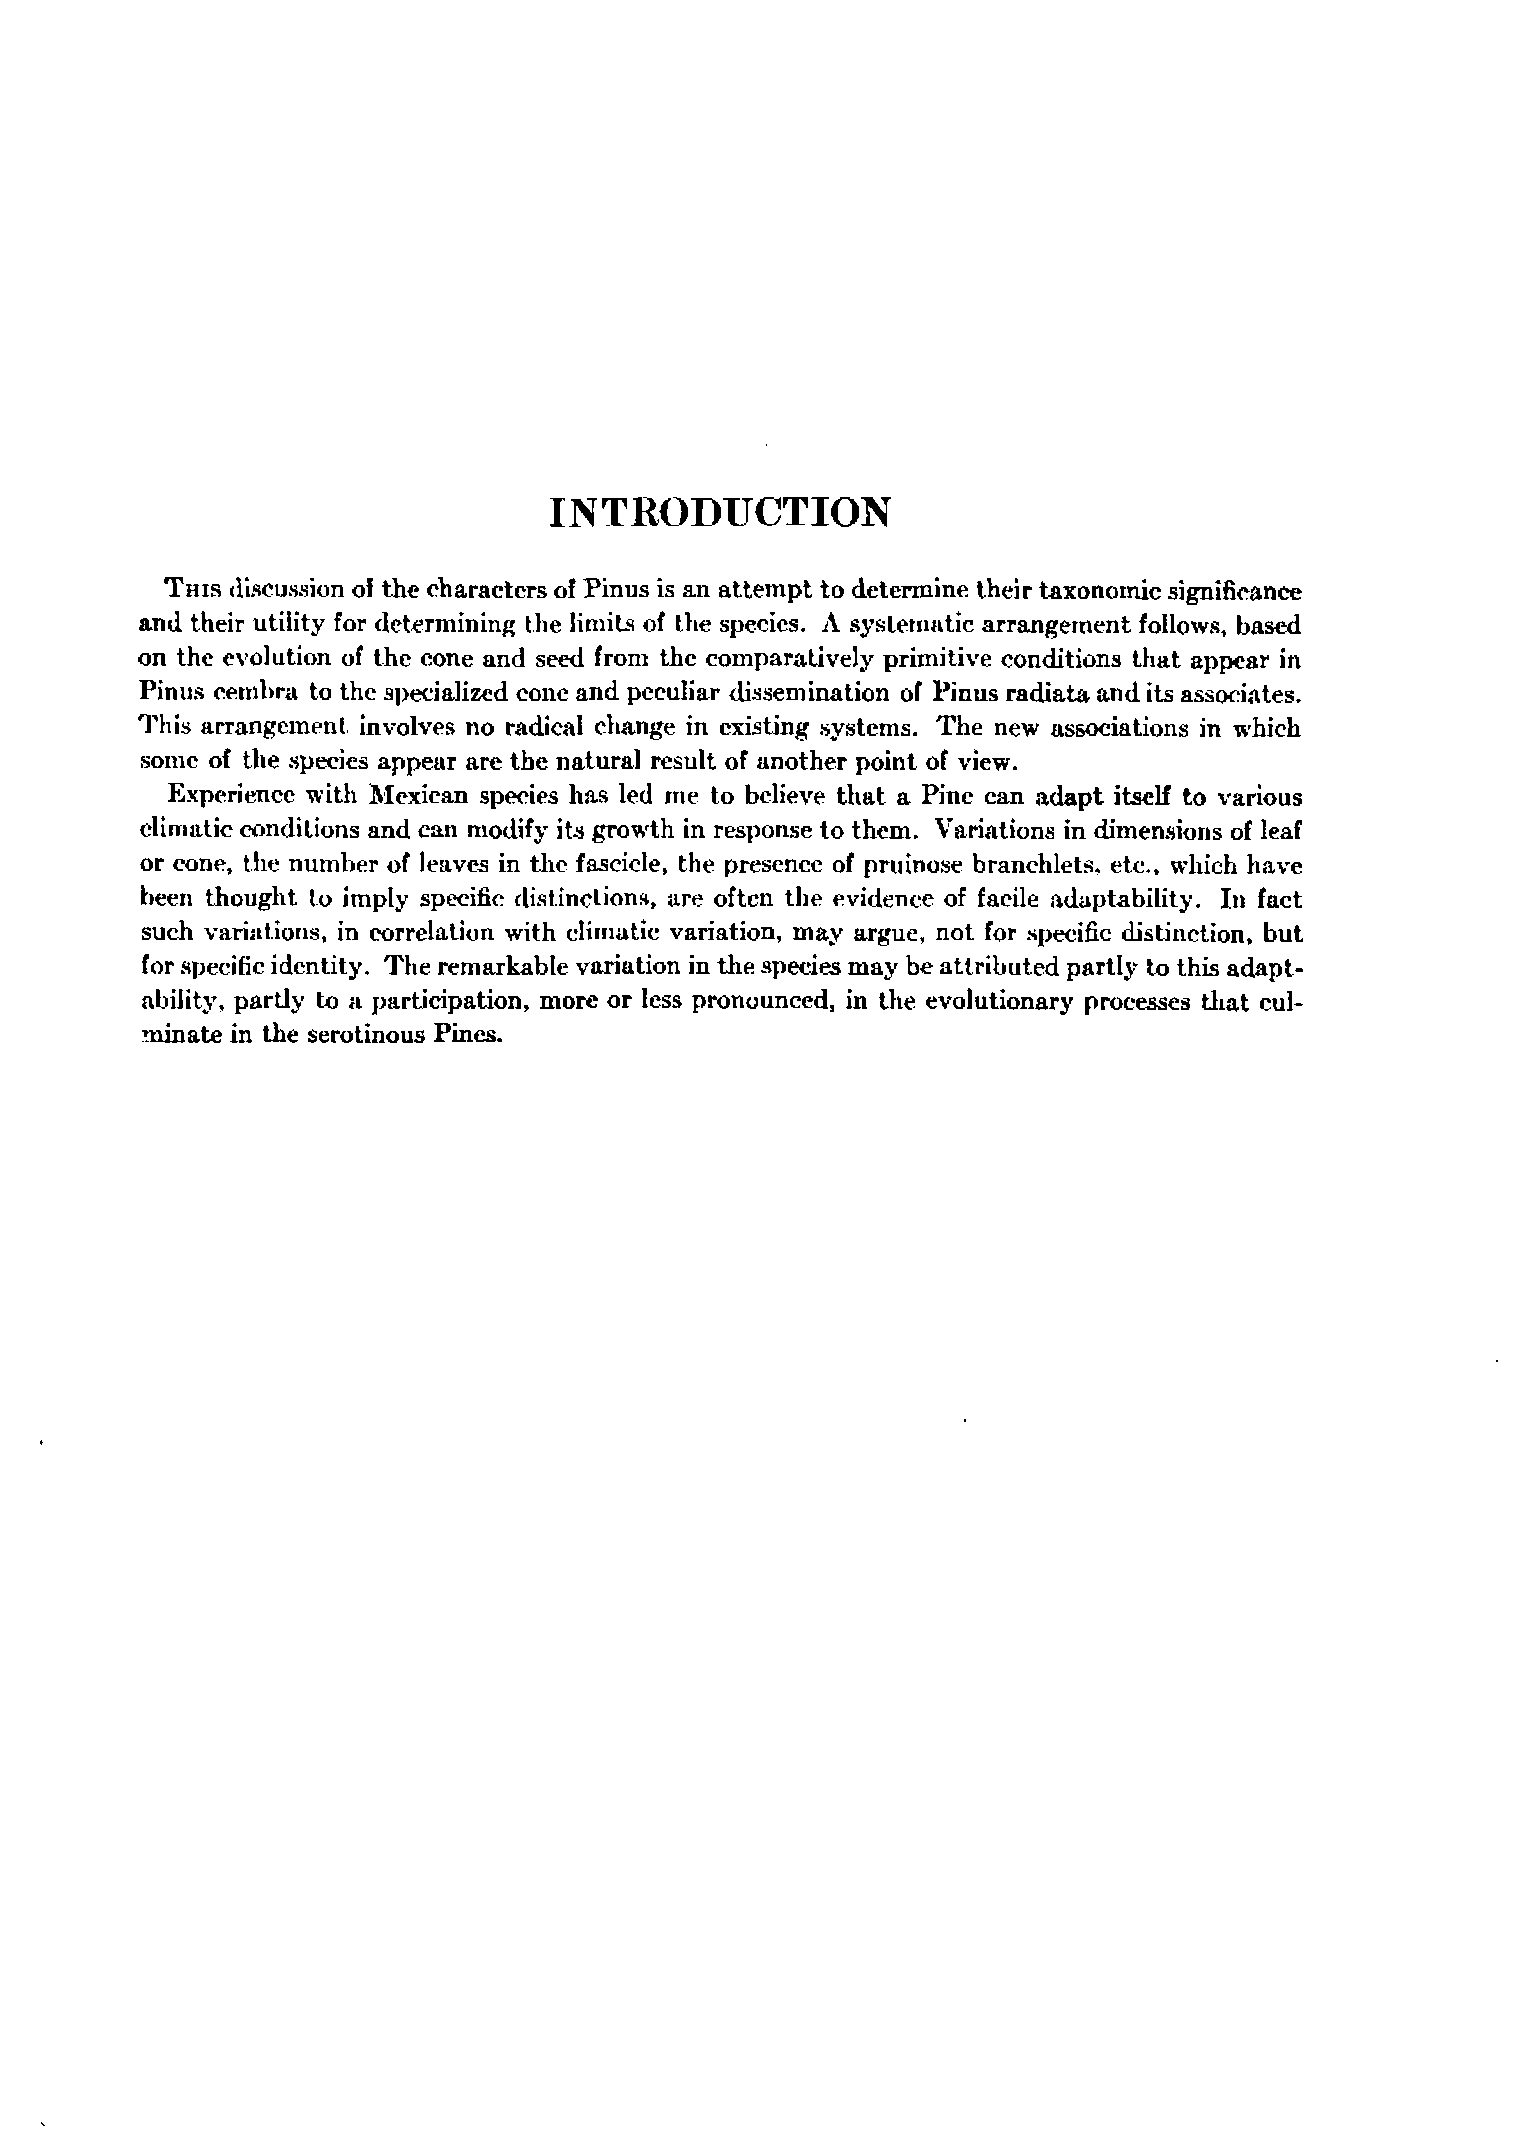 INTRODUCTION
THIS discussion of the characters of Pinus is an attempt to determine their taxonomic significance
and their utility for determining the limits of the species. A systematic arrangement follows, based
on the evolution of the cone and seed from the comparatively primitive conditions that appear in
Pinus cembra to the specialized cone and peculiar dissemination of Pinus radiata and its associates.
This arrangement involves no radical change in existing systems. The new associations in which
some of the species appear are the natural result of another point of view.
Experience with Mexican species has led me to believe that a Pine can adapt itself to various
climatic conditions and can modify its growth in response to them. Variations in dimensions of leaf
or cone, the number of leaves in the fascicle, the presence of pruinose branchlets, etc., which have
been thought to imply specific distinctions, are often the evidence of facile adaptability. In fact
such variations, in correlation with climatic variation, may argue, not for specific distinction, but
for specific identity. The remarkable variation in the species may be attributed partly to this adapt-
ability, partly to a participation, more or less pronounced, in the evolutionary processes that cul-
minate in the serotinous Pines.